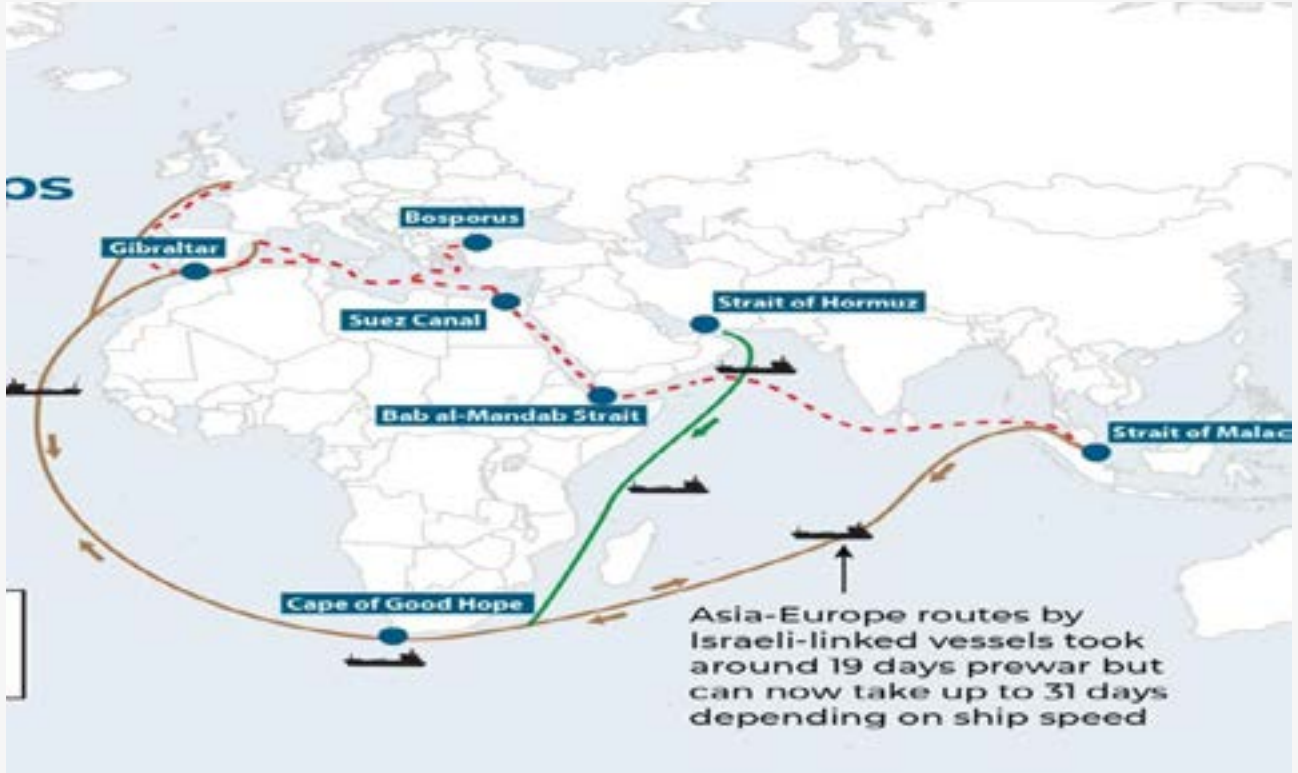 os
Bosporus
Gibraltar
Strait of Hormuz
Suez Canal
Bab al-Mandab Strait
Strait of Malac
Cape of Good Hope
Asia-Europe routes by
Israeli-linked vessels took
around 19 days prewar but
can now take up to 31 days
depending on ship speed